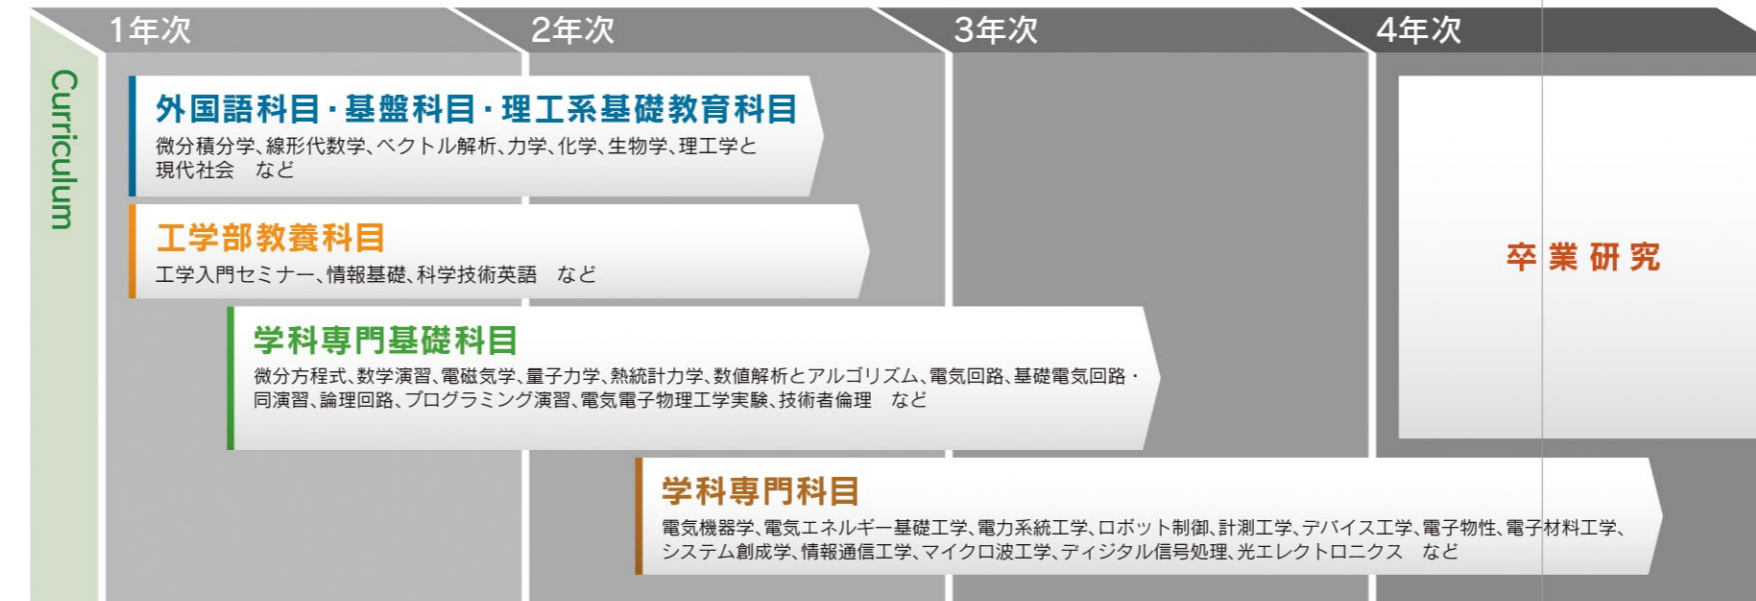 1年次
2年次
3年次
4年次
Curriculum
外国語科目・基盤科目・理工系基礎教育科目
微分積分学、線形代数学、ベクトル解析、力学、化学、生物学、理工学と
現代社会　など
工学部教養科目
工学入門セミナー、情報基礎、科学技術英語　など
学科専門基礎科目
微分方程式、数学演習、電磁気学、量子力学、熱統計力学、数値解析とアルゴリズム、電気回路、基礎電気回路・
同演習、論理回路、プログラミング演習、電気電子物理工学実験、技術者倫理　など
学科専門科目
電気機器学、電気エネルギー基礎工学、電力系統工学、ロボット制御、計測工学、デバイス工学、電子物性、電子材料工学、
システム創成学、情報通信工学、マイクロ波工学、ディジタル信号処理、光エレクトロニクス　など
卒業研究